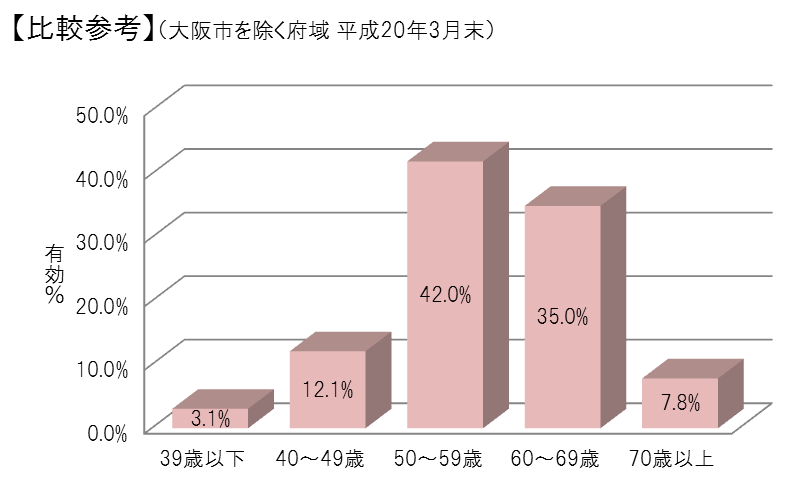 【比較参考】（大阪市を除く府域 平成20年3月末）
50.0%
40.0%
30.0%
20.0%
10.0%
0.0%
有効%
3.1%
12.1%
42.0%
35.0%
7.8%
39歳以下
40～49歳
50～59歳
60～69歳
70歳以上